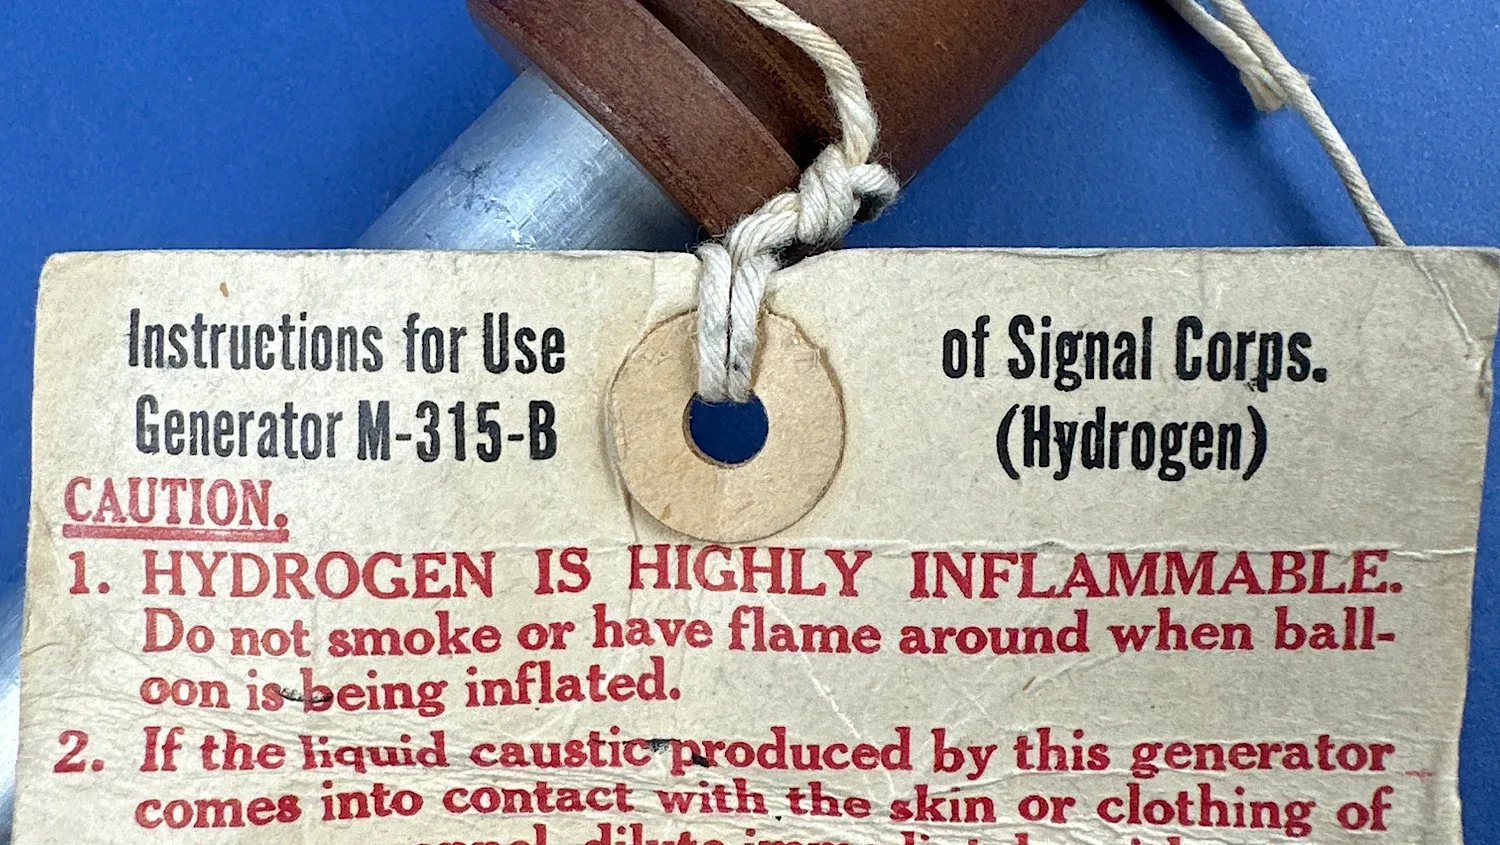 Instructions for Use of Signal Corps.
Generator M-315-B (Hydrogen)
CAUTION.
1. HYDROGEN IS HIGHLY INFLAMMABLE.
Do not smoke or have flame around when ball-
oon is being inflated.
2. If the liquid caustic produced by this generator
comes into contact with the skin or clothing of
dilute